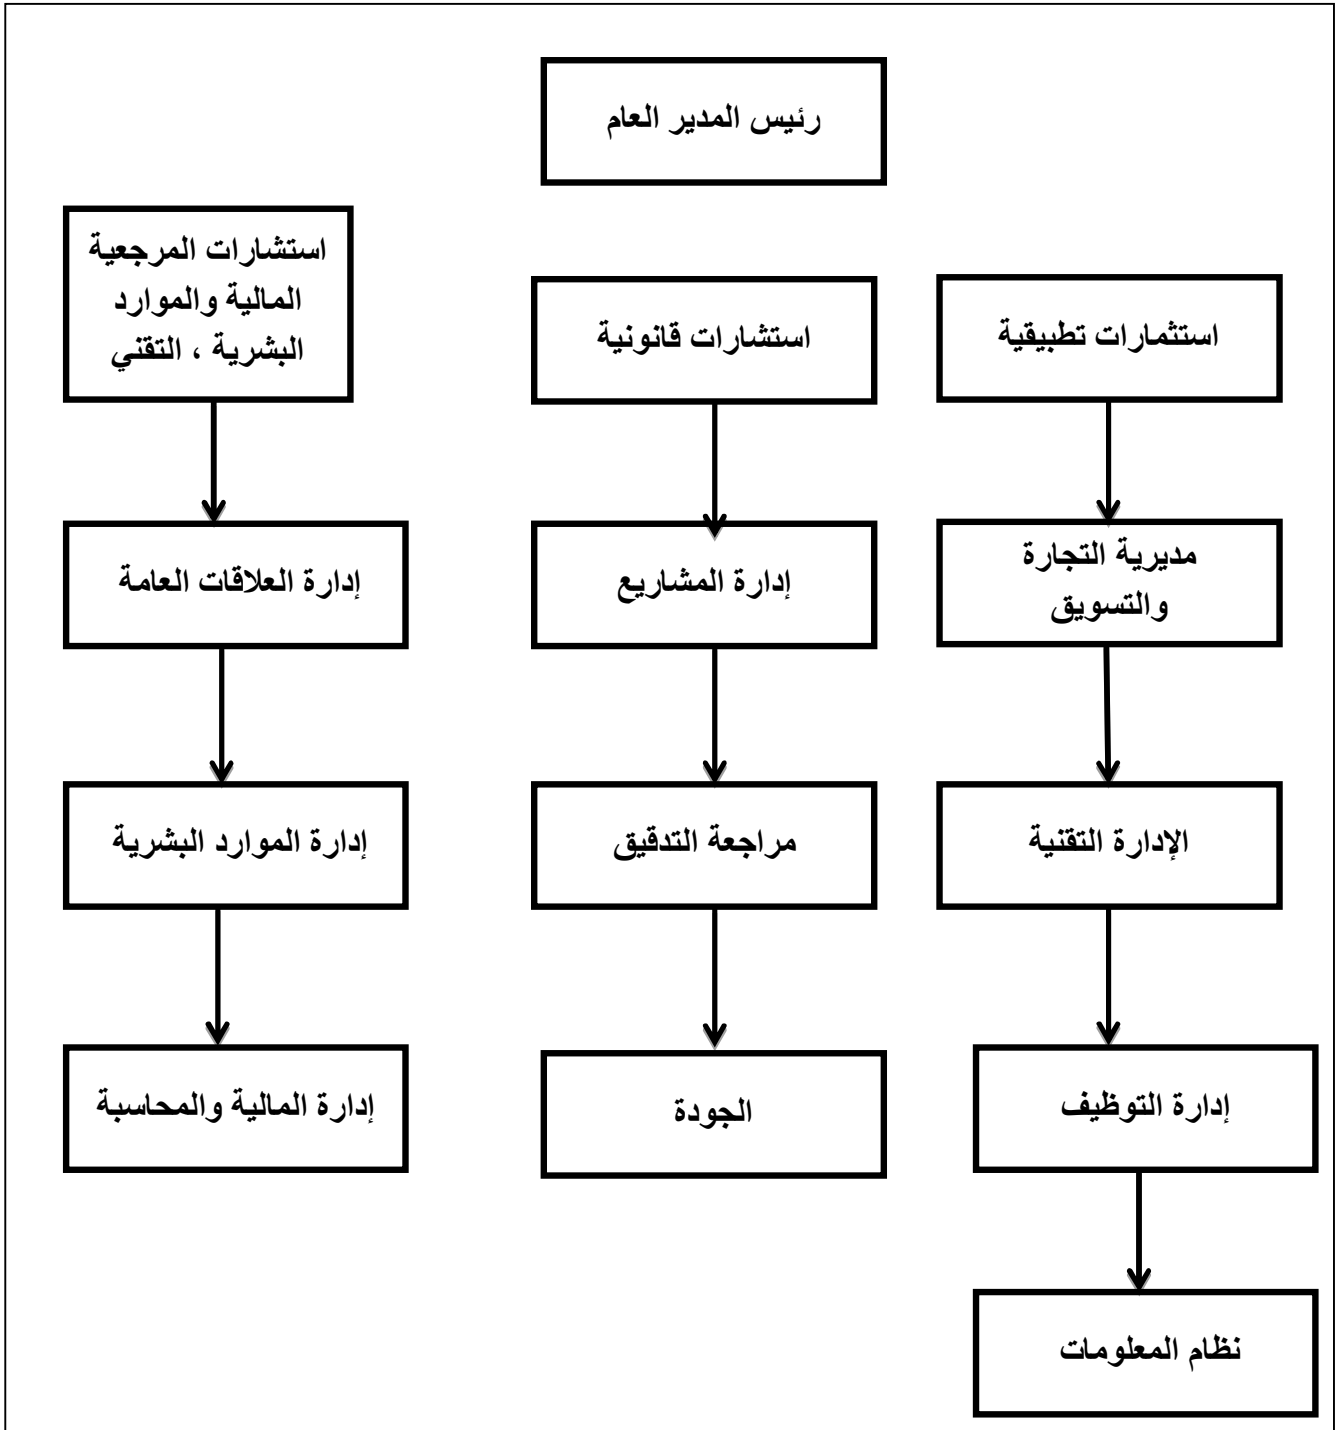 رئيس المدير العام
استثمارات تطبيقية
استشارات قانونية
استشارات المرجعية
المالية والموارد
البشرية ، التقني
مديرية التجارة
والتسويق
إدارة المشاريع
إدارة العلاقات العامة
الإدارة التقنية
مراجعة التدقيق
إدارة الموارد البشرية
إدارة التوظيف
الجودة
إدارة المالية والمحاسبة
نظام المعلومات